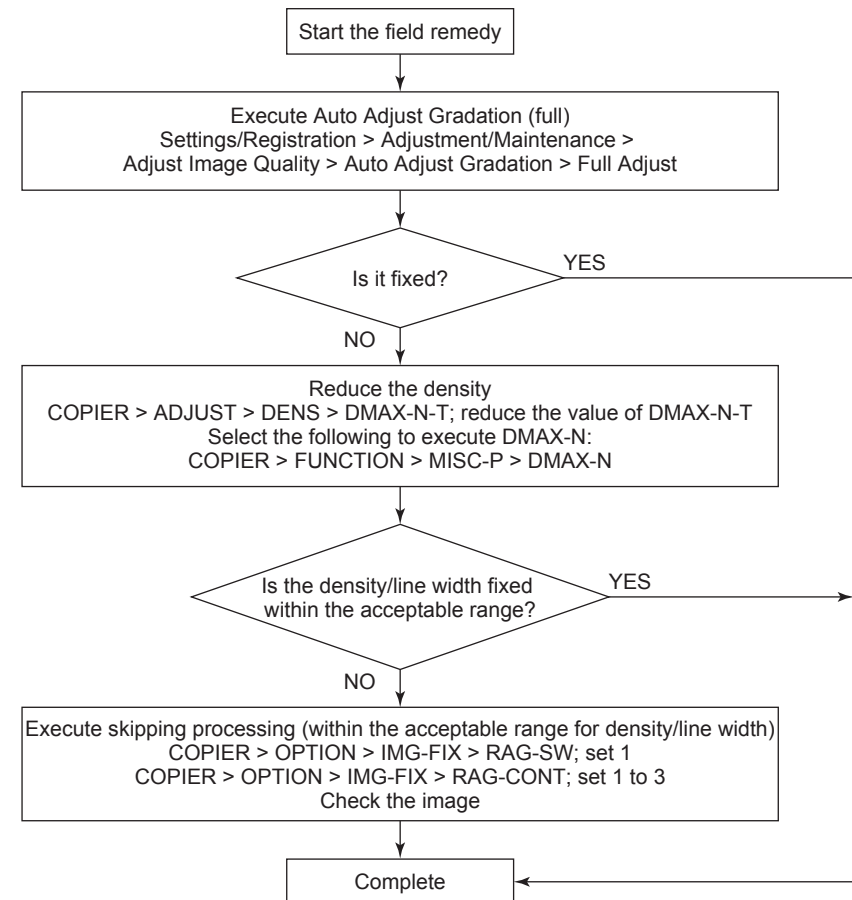 Start the field remedy
Execute Auto Adjust Gradation (full)
Settings/Registration > Adjustment/Maintenance >
Adjust Image Quality > Auto Adjust Gradation > Full Adjust
Is it fixed?
YES
NO
Reduce the density
COPIER > ADJUST > DENS > DMAX-N-T; reduce the value of DMAX-N-T
Select the following to execute DMAX-N:
COPIER > FUNCTION > MISC-P > DMAX-N
Is the density/line width fixed
within the acceptable range?
YES
NO
Execute skipping processing (within the acceptable range for density/line width)
COPIER > OPTION > IMG-FIX > RAG-SW; set 1
COPIER > OPTION > IMG-FIX > RAG-CONT; set 1 to 3
Check the image
Complete